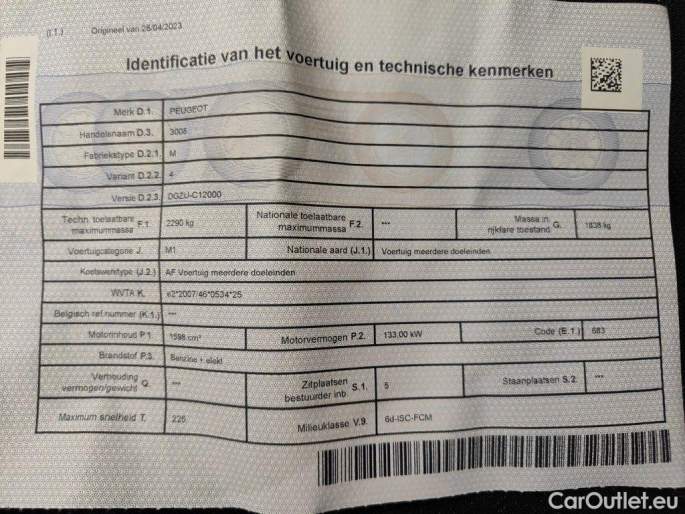 (I.1.) Origineel van 26/04/2023
Identificatie van het voertuig en technische kenmerken
Merk D.1. PEUGEOT
Handelsnaam D.3. 3008
Fabriekstype D.2.1. M
Variant D.2.2. 4
Versie D.2.3. DGZU-C12000
Techn. toelaatbare maximummassa F.1. 2290 kg Nationale toelaatbare maximummassa F.2. --- Massa in rijklare toestand G. 1838 kg
Voertuigcategorie J. M1 Nationale aard (J.1.) Voertuig meerdere doeleinden
Koetswerktype (J.2.) AF Voertuig meerdere doeleinden
WVTA K. e2*2007/46*0534*25
Belgisch ref.nummer (K.1.) ---
Motorinhoud P.1. 1598 cm³ Motorvermogen P.2. 133.00 kW Code (E.1.) 683
Brandstof P.3. Benzine + elekt
Verhouding vermogen/gewicht Q. --- Zitplaatsen bestuurder inb. S.1. 5 Staanplaatsen S.2. ---
Maximum snelheid T. 225 Milieuklasse V.9. 6d-ISC-FCM
CarOutlet.eu